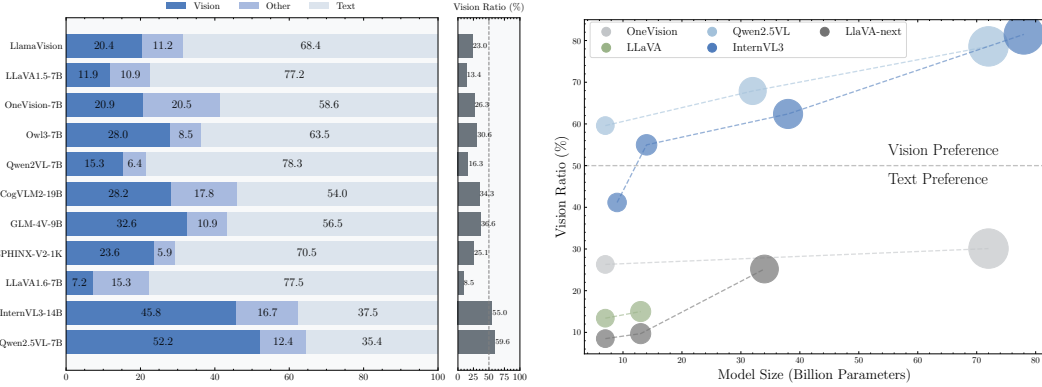 Vision Other Text
Vision Ratio (%)
LlamaVision 20.4 11.2 68.4 23.0
LLaVA1.5-7B 11.9 10.9 77.2 13.4
OneVision-7B 20.9 20.5 58.6 26.3
Owl3-7B 28.0 8.5 63.5 30.6
Qwen2VL-7B 15.3 6.4 78.3 16.3
CogVLM2-19B 28.2 17.8 54.0 34.3
GLM-4V-9B 32.6 10.9 56.5 36.6
PHINX-V2-1K 23.6 5.9 70.5 25.1
LLaVA1.6-7B 7.2 15.3 77.5 8.5
InternVL3-14B 45.8 16.7 37.5 55.0
Qwen2.5VL-7B 52.2 12.4 35.4 59.6
0 20 40 60 80 100
0 25 50 75 100
OneVision Qwen2.5VL LLaVA-next
LLaVA InternVL3
Vision Ratio (%)
80
70
60
50
40
30
20
10
Vision Preference
Text Preference
10 20 30 40 50 60 70 80
Model Size (Billion Parameters)